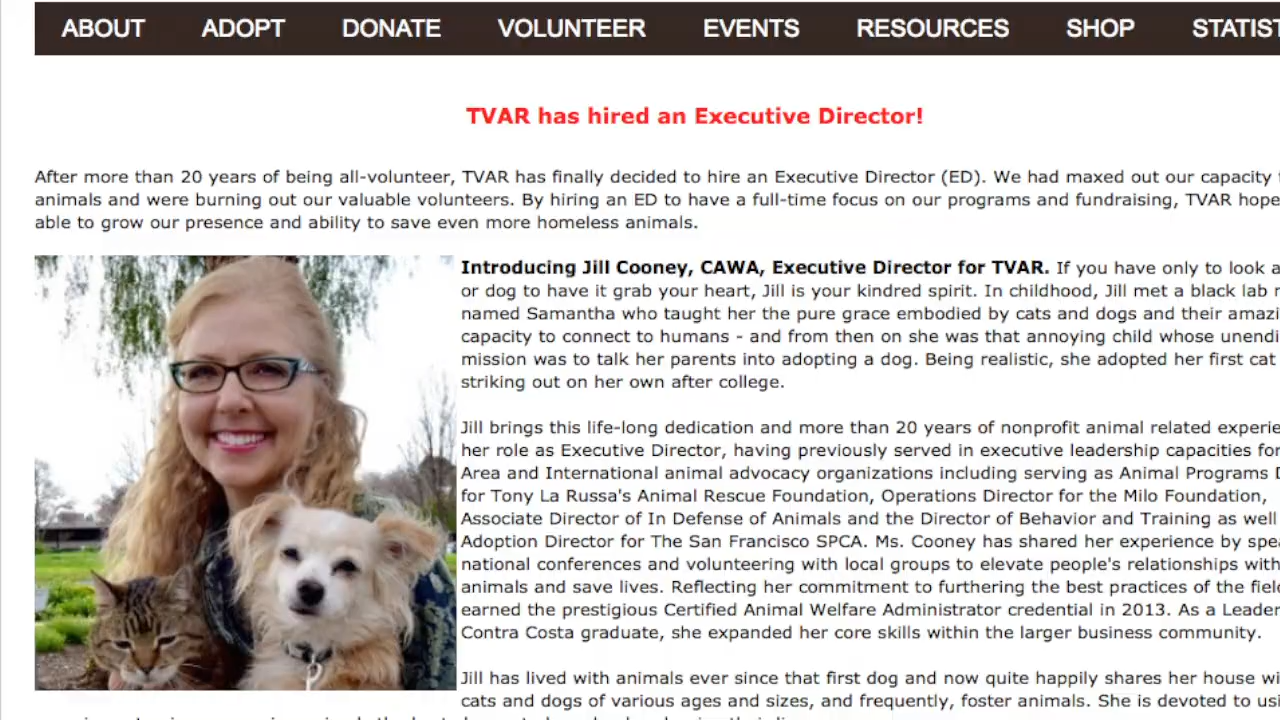 ABOUT ADOPT DONATE VOLUNTEER EVENTS RESOURCES SHOP
TVAR has hired an Executive Director!
After more than 20 years of being all-volunteer, TVAR has finally decided to hire an Executive Director (ED). We had maxed out our capacity
animals and were burning out our valuable volunteers. By hiring an ED to have a full-time focus on our programs and fundraising, TVAR
able to grow our presence and ability to save even more homeless animals.
Introducing Jill Cooney, CAWA, Executive Director for TVAR. If you have only to look
or dog to have it grab your heart, Jill is your kindred spirit. In childhood, Jill met a black lab
named Samantha who taught her the pure grace embodied by cats and dogs and their
capacity to connect to humans - and from then on she was that annoying child whose
mission was to talk her parents into adopting a dog. Being realistic, she adopted her first cat
striking out on her own after college.
Jill brings this life-long dedication and more than 20 years of nonprofit animal related
her role as Executive Director, having previously served in executive leadership capacities
Area and International animal advocacy organizations including serving as Animal Programs
for Tony La Russa's Animal Rescue Foundation, Operations Director for the Milo Foundation,
Associate Director of In Defense of Animals and the Director of Behavior and Training as well
Adoption Director for The San Francisco SPCA. Ms. Cooney has shared her experience by
national conferences and volunteering with local groups to elevate people's relationships with
animals and save lives. Reflecting her commitment to furthering the best practices of the
earned the prestigious Certified Animal Welfare Administrator credential in 2013. As a
Contra Costa graduate, she expanded her core skills within the larger business community.
Jill has lived with animals ever since that first dog and now quite happily shares her house
cats and dogs of various ages and sizes, and frequently, foster animals. She is devoted to